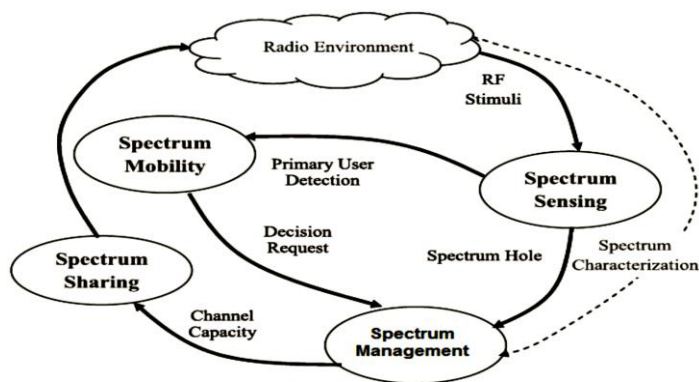 Radio Environment
RF
Stimuli
Spectrum
Mobility
Primary User
Detection
Spectrum
Sensing
Decision
Request
Spectrum Hole
Spectrum
Characterization
Spectrum
Sharing
Channel
Capacity
Spectrum
Management